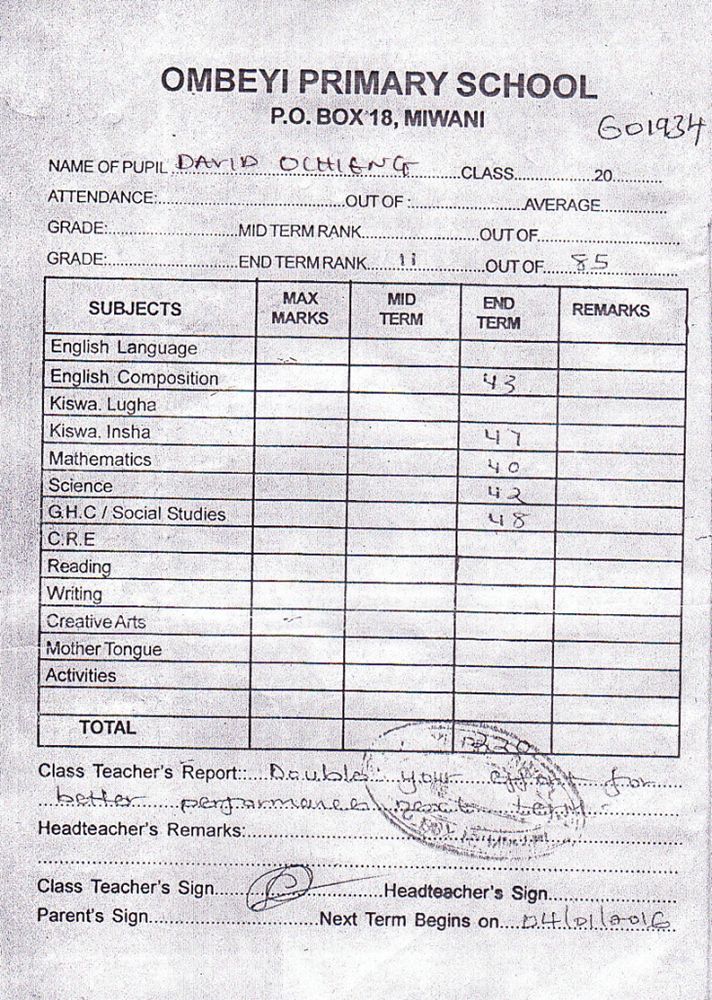 OMBEYI PRIMARY SCHOOL
P.O. BOX 18, MIWANI
G01934
NAME OF PUPIL DAVID OCHIENG CLASS 20
ATTENDANCE: OUT OF : AVERAGE
GRADE: MID TERM RANK OUT OF
GRADE: END TERM RANK 11 OUT OF 85
SUBJECTS MAX MARKS MID TERM END TERM REMARKS
English Language
English Composition 43
Kiswa. Lugha
Kiswa. Insha 47
Mathematics 40
Science 42
G.H.C / Social Studies 48
C.R.E
Reading
Writing
Creative Arts
Mother Tongue
Activities
TOTAL 220
Class Teacher's Report:: Double your effort for
better performance next term.
Headteacher's Remarks:
Class Teacher's Sign Headteacher's Sign
Parent's Sign Next Term Begins on 04/01/2016